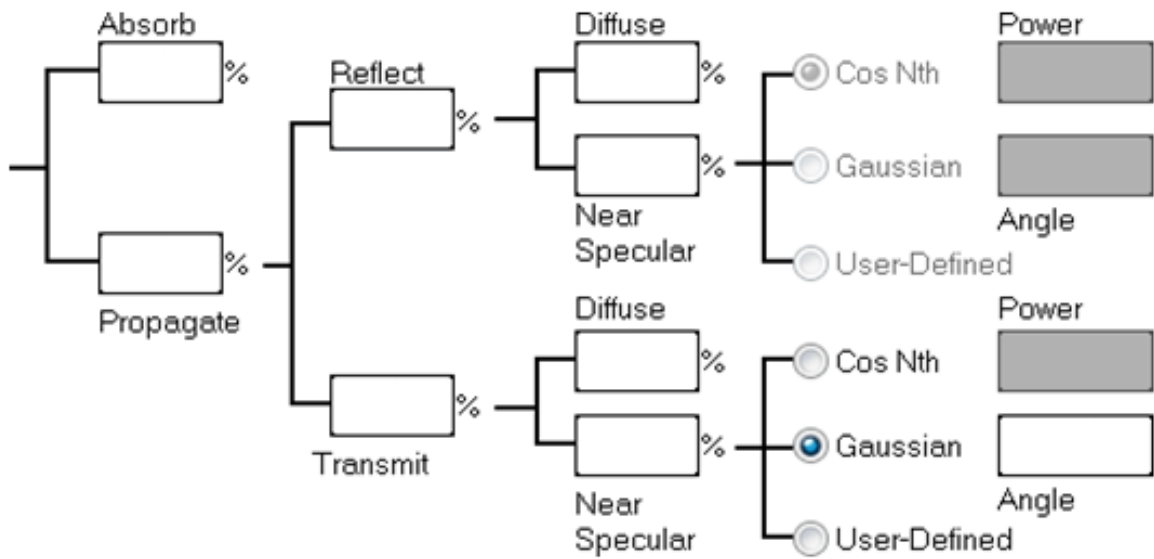 Absorb
%
Propagate
%
Reflect
%
Transmit
%
Diffuse
%
Near
Specular
%
Cos Nth
Gaussian
User-Defined
Power
Angle
Diffuse
%
Near
Specular
%
Cos Nth
Gaussian
User-Defined
Power
Angle